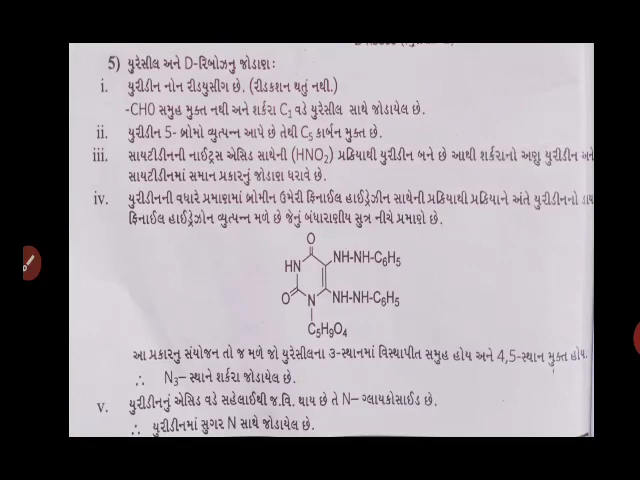 5) યુરેસીલ અને D-રિબોઝનુ જોડાણ :
i. યુરીડીન નોન રીડયુસીંગ છે. (રીડકશન થતું નથી.)
-CHO સમુહ મુક્ત નથી અને શર્કરા C₁ વડે યુરેસીલ સાથે જોડાયેલ છે.
ii. યુરીડીન 5- બ્રોમો વ્યુત્પન્ન આપે છે તેથી C₅ કાર્બન મુક્ત છે.
iii. સાયટીડીનની નાઈટ્રસ એસિડ સાથેની (HNO₂) પ્રક્રિયાથી યુરીડીન બને છે આથી શર્કરાનો અણુ યુરીડીન અને
સાયટીડીનમાં સમાન પ્રકારનું જોડાણ ધરાવે છે.
iv. યુરીડીનની વધારે પ્રમાણમાં બ્રોમીન ઉમેરી ફિનાઈલ હાઈડ્રેઝીન સાથેની પ્રક્રિયાથી પ્રક્રિયાને અંતે યુરીડીનનો ડાય
ફિનાઈલ હાઈડ્રેઝોન વ્યુત્પન્ન મળે છે જેનું બંધારાણીય સુત્ર નીચે પ્રમાણે છે.
O
NH-NH-C₆H₅
HN
O N NH-NH-C₆H₅
C₅H₉O₄
આ પ્રકારનુ સંયોજન તો જ મળે જો યુરેસીલના ૩-સ્થાનમાં વિસ્થાપીત સમુહ હોય અને 4,5-સ્થાન મુક્ત હોય.
∴ N₃– સ્થાને શર્કરા જોડાયેલ છે.
v. યુરીડીનનું એસિડ વડે સહેલાઈથી જ.વિ. થાય છે તે N– ગ્લાયકોસાઈડ છે.
∴ યુરીડીનમાં સુગર N સાથે જોડાયેલ છે.